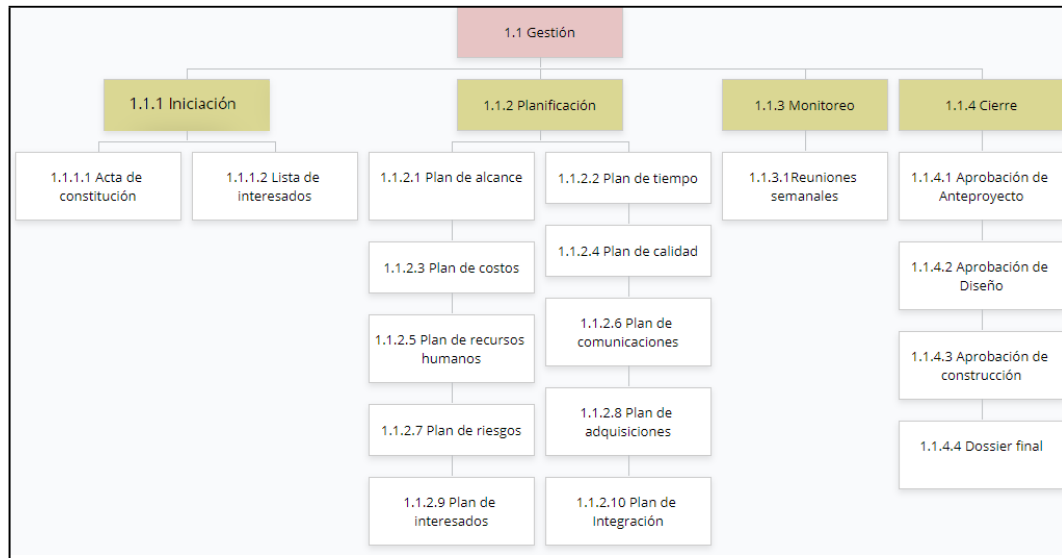 1.1 Gestión
1.1.1 Iniciación
1.1.2 Planificación
1.1.3 Monitoreo
1.1.4 Cierre
1.1.1.1 Acta de
constitución
1.1.1.2 Lista de
interesados
1.1.2.1 Plan de alcance
1.1.2.2 Plan de tiempo
1.1.2.3 Plan de costos
1.1.2.4 Plan de calidad
1.1.2.5 Plan de recursos
humanos
1.1.2.6 Plan de
comunicaciones
1.1.2.7 Plan de riesgos
1.1.2.8 Plan de
adquisiciones
1.1.2.9 Plan de
interesados
1.1.2.10 Plan de
Integración
1.1.3.1Reuniones
semanales
1.1.4.1 Aprobación de
Anteproyecto
1.1.4.2 Aprobación de
Diseño
1.1.4.3 Aprobación de
construcción
1.1.4.4 Dossier final